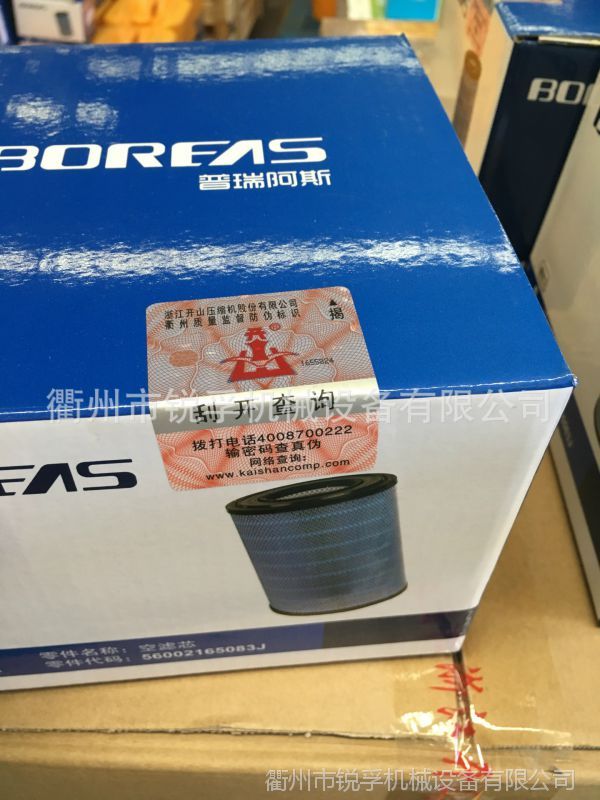 BOREAS
普瑞阿斯
BO
浙江开山压缩机股份有限公司
衢州质量监督防伪标识
揭
1655824
刮开查询
拨打电话4008700222
输密码查真伪
网络查询:
www.kaishancomp.com
衢州市锐孚机械设备有限公司
REAS
零件名称: 空滤芯
零件代码: 56002165083J
衢州市锐孚机械设备有限公司